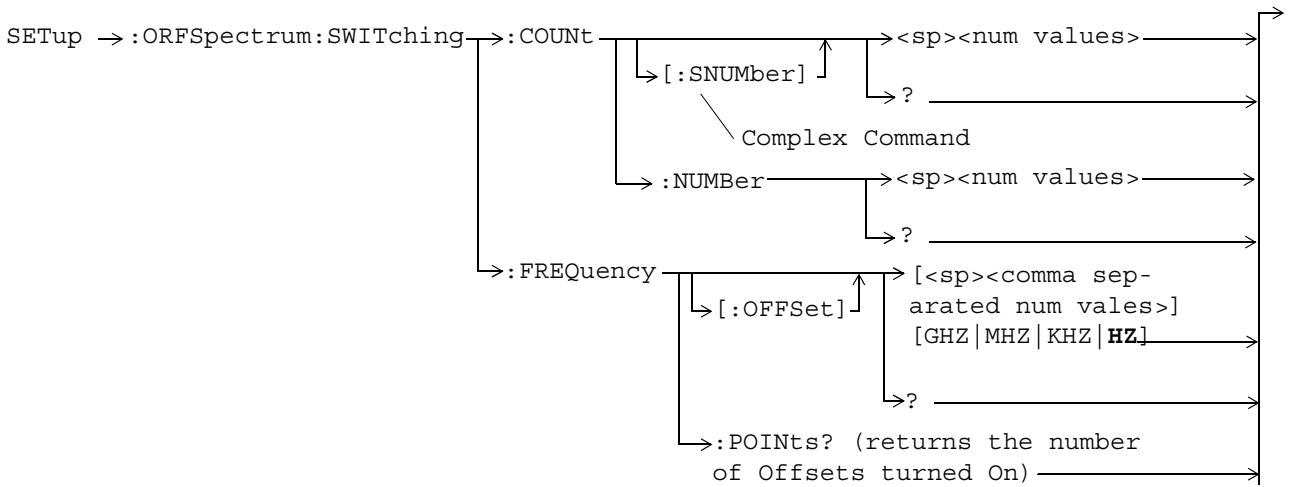 SETup :ORFSpectrum:SWITching :COUNt <sp><num values>
[:SNUMber]
?
Complex Command
:NUMBer <sp><num values>
?
:FREQuency [<sp><comma sep-
arated num vales>]
[:OFFSet]
[GHZ|MHZ|KHZ|HZ]
?
:POINts? (returns the number
of Offsets turned On)